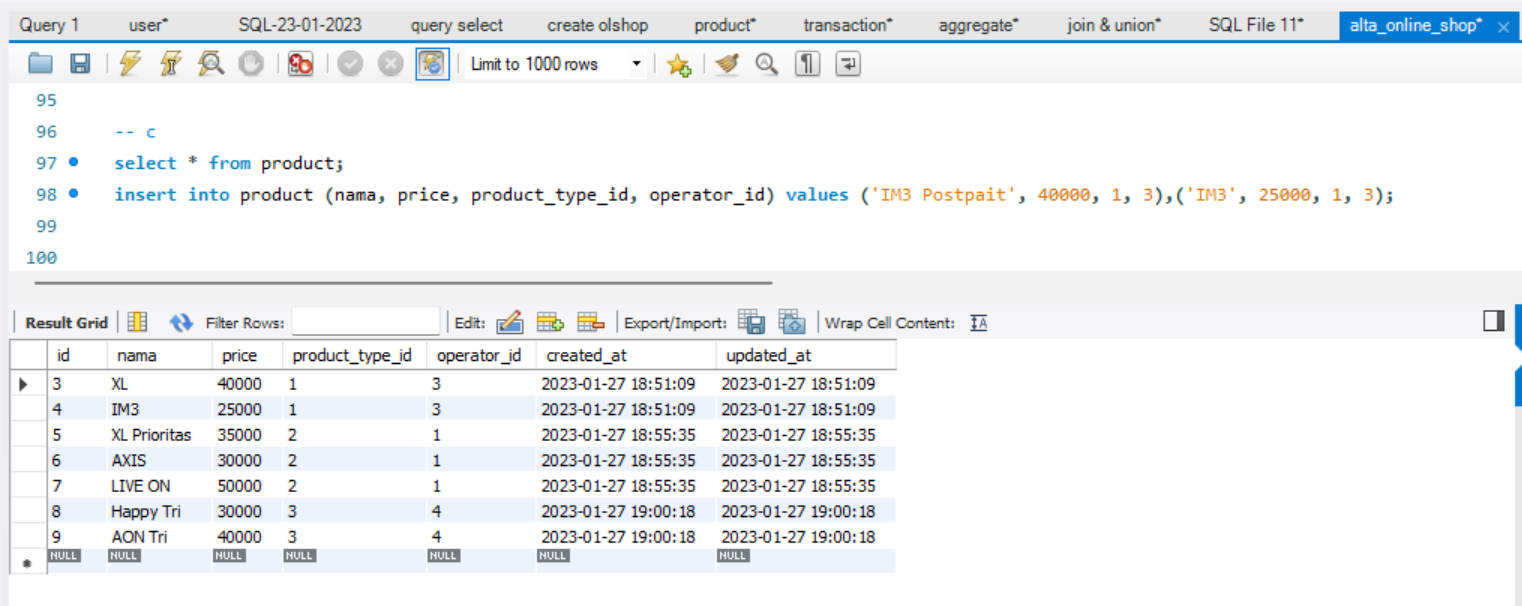 Query 1 user* SQL-23-01-2023 query select create olshop product* transaction* aggregate* join & union* SQL File 11* alta_online_shop*
Limit to 1000 rows
95
96 -- c
97 select * from product;
98 insert into product (nama, price, product_type_id, operator_id) values ('IM3 Postpait', 40000, 1, 3),('IM3', 25000, 1, 3);
99
100
Result Grid Filter Rows: Edit: Export/Import: Wrap Cell Content:
id nama price product_type_id operator_id created_at updated_at
3 XL 40000 1 3 2023-01-27 18:51:09 2023-01-27 18:51:09
4 IM3 25000 1 3 2023-01-27 18:51:09 2023-01-27 18:51:09
5 XL Prioritas 35000 2 1 2023-01-27 18:55:35 2023-01-27 18:55:35
6 AXIS 30000 2 1 2023-01-27 18:55:35 2023-01-27 18:55:35
7 LIVE ON 50000 2 1 2023-01-27 18:55:35 2023-01-27 18:55:35
8 Happy Tri 30000 3 4 2023-01-27 19:00:18 2023-01-27 19:00:18
9 AON Tri 40000 3 4 2023-01-27 19:00:18 2023-01-27 19:00:18
NULL NULL NULL NULL NULL NULL NULL